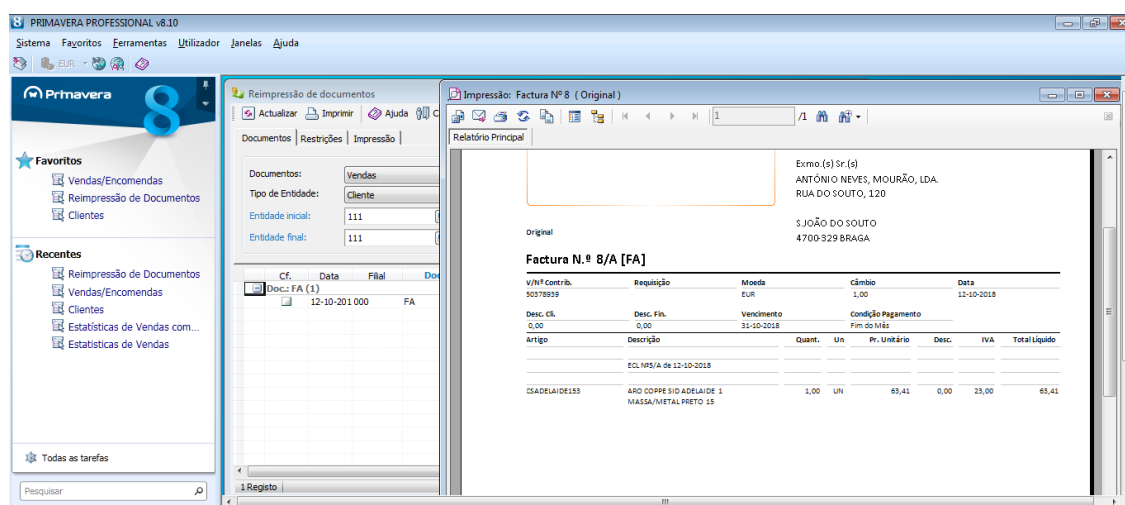 PRIMAVERA PROFESSIONAL v8.10
Sistema Favoritos Ferramentas Utilizador Janelas Ajuda
EUR
Primavera
8
Favoritos
Vendas/Encomendas
Reimpressão de Documentos
Clientes
Recentes
Reimpressão de Documentos
Vendas/Encomendas
Clientes
Estatísticas de Vendas com...
Estatisticas de Vendas
Todas as tarefas
Pesquisar
Reimpressão de documentos
Actualizar Imprimir Ajuda C
Documentos Restrições Impressão
Documentos: Vendas
Tipo de Entidade: Cliente
Entidade inicial: 111
Entidade final: 111
Cf. Data Filial Doc
Doc.: FA (1)
12-10-201 000 FA
1 Registo
Impressão: Factura Nº 8 ( Original )
1 /1
Relatório Principal
Exmo.(s) Sr.(s)
ANTÓNIO NEVES, MOURÃO, LDA.
RUA DO SOUTO, 120
S.JOÃO DO SOUTO
4700-329 BRAGA
Original
Factura N.º 8/A [FA]
V/Nº Contrib. Requisição Moeda Câmbio Data
50378939 EUR 1,00 12-10-2018
Desc. Cli. Desc. Fin. Vencimento Condição Pagamento
0,00 0,00 31-10-2018 Fim do Mês
Artigo Descrição Quant. Un Pr. Unitário Desc. IVA Total Líquido
ECL Nº5/A de 12-10-2018
CSADELAIDE153 ARO COPPE SID ADELAIDE 1 1,00 UN 63,41 0,00 23,00 63,41
MASSA/METAL PRETO 15